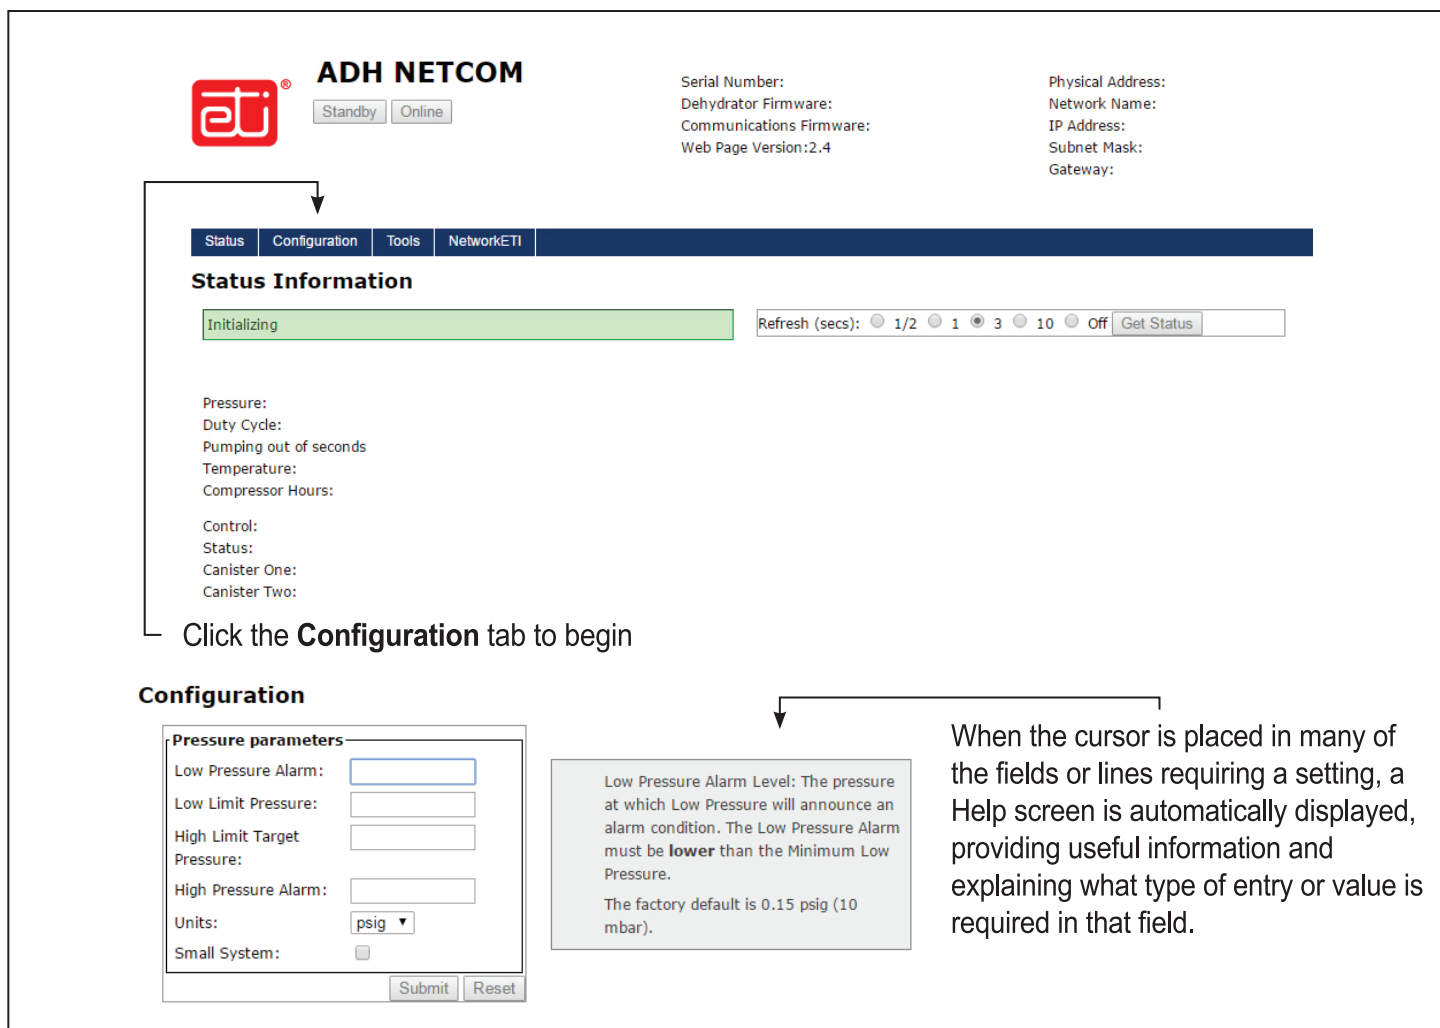 eti®
ADH NETCOM
Standby Online
Serial Number:
Dehydrator Firmware:
Communications Firmware:
Web Page Version:2.4
Physical Address:
Network Name:
IP Address:
Subnet Mask:
Gateway:
Status Configuration Tools NetworkETI
Status Information
Initializing
Refresh (secs): 1/2 1 3 10 Off Get Status
Pressure:
Duty Cycle:
Pumping out of seconds
Temperature:
Compressor Hours:
Control:
Status:
Canister One:
Canister Two:
Click the Configuration tab to begin
Configuration
Pressure parameters
Low Pressure Alarm:
Low Limit Pressure:
High Limit Target
Pressure:
High Pressure Alarm:
Units: psig
Small System:
Submit Reset
Low Pressure Alarm Level: The pressure
at which Low Pressure will announce an
alarm condition. The Low Pressure Alarm
must be lower than the Minimum Low
Pressure.
The factory default is 0.15 psig (10
mbar).
When the cursor is placed in many of
the fields or lines requiring a setting, a
Help screen is automatically displayed,
providing useful information and
explaining what type of entry or value is
required in that field.